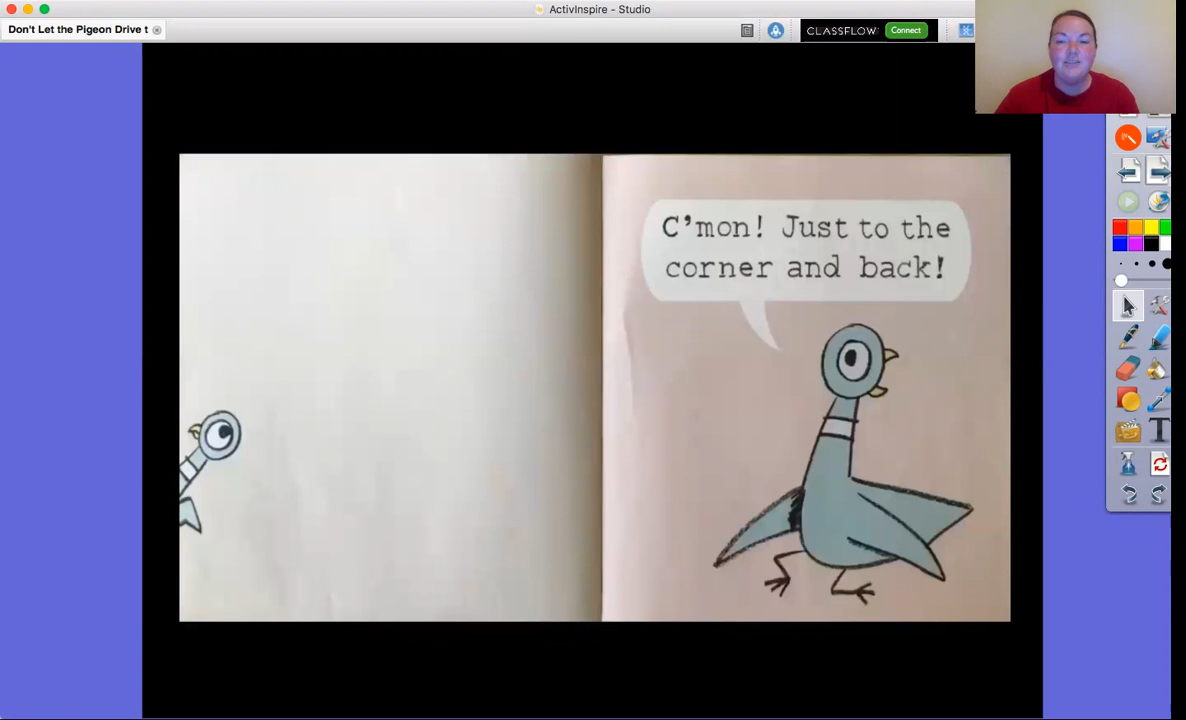 ActivInspire - Studio
Don't Let the Pigeon Drive t
CLASSFLOW Connect
C'mon! Just to the
corner and back!
T